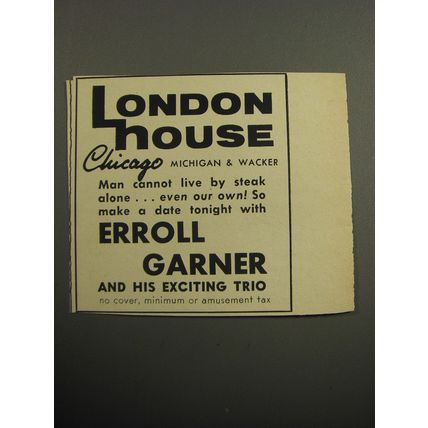 LONDON
HOUSE
Chicago MICHIGAN & WACKER
Man cannot live by steak
alone . . . even our own! So
make a date tonight with
ERROLL
GARNER
AND HIS EXCITING TRIO
no cover, minimum or amusement tax